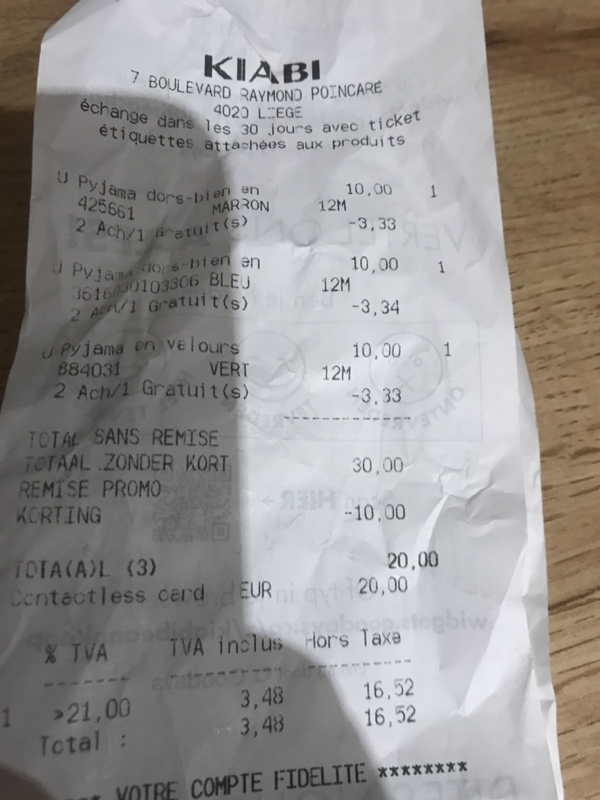 KIABI
7 BOULEVARD RAYMOND POINCARE
4020 LIEGE
échange dans les 30 jours avec ticket
étiquettes attachées aux produits
U Pyjama dors-bien en 10,00 1
425661 MARRON 12M
2 Ach/1 Gratuit(s) -3,33
U Pyjama dors-bien en 10,00 1
BLEU 12M
2 Ach/1 Gratuit(s) -3,34
U Pyjama en velours 10,00 1
884031 VERT 12M
2 Ach/1 Gratuit(s) -3,33
TOTAL SANS REMISE
TOTAAL ZONDER KORT 30,00
REMISE PROMO
KORTING -10,00
TOTA(A)L (3) 20,00
Contactless card EUR 20,00
% TVA TVA inclus Hors Taxe
1 >21,00 3,48 16,52
Total : 3,48 16,52
**** VOTRE COMPTE FIDELITE ********